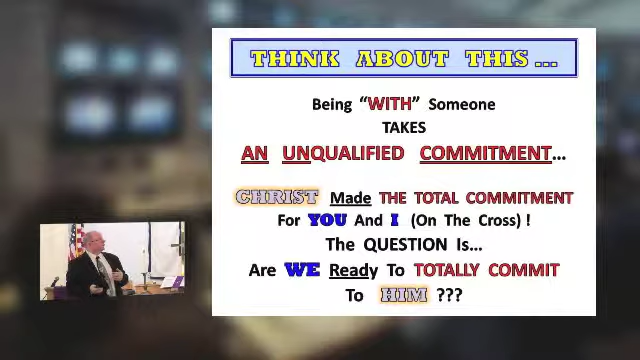 THINK ABOUT THIS...
Being “WITH” Someone
TAKES
AN UNQUALIFIED COMMITMENT...
CHRIST Made THE TOTAL COMMITMENT
For YOU And I (On The Cross) !
The QUESTION Is...
Are WE Ready To TOTALLY COMMIT
To HIM ???